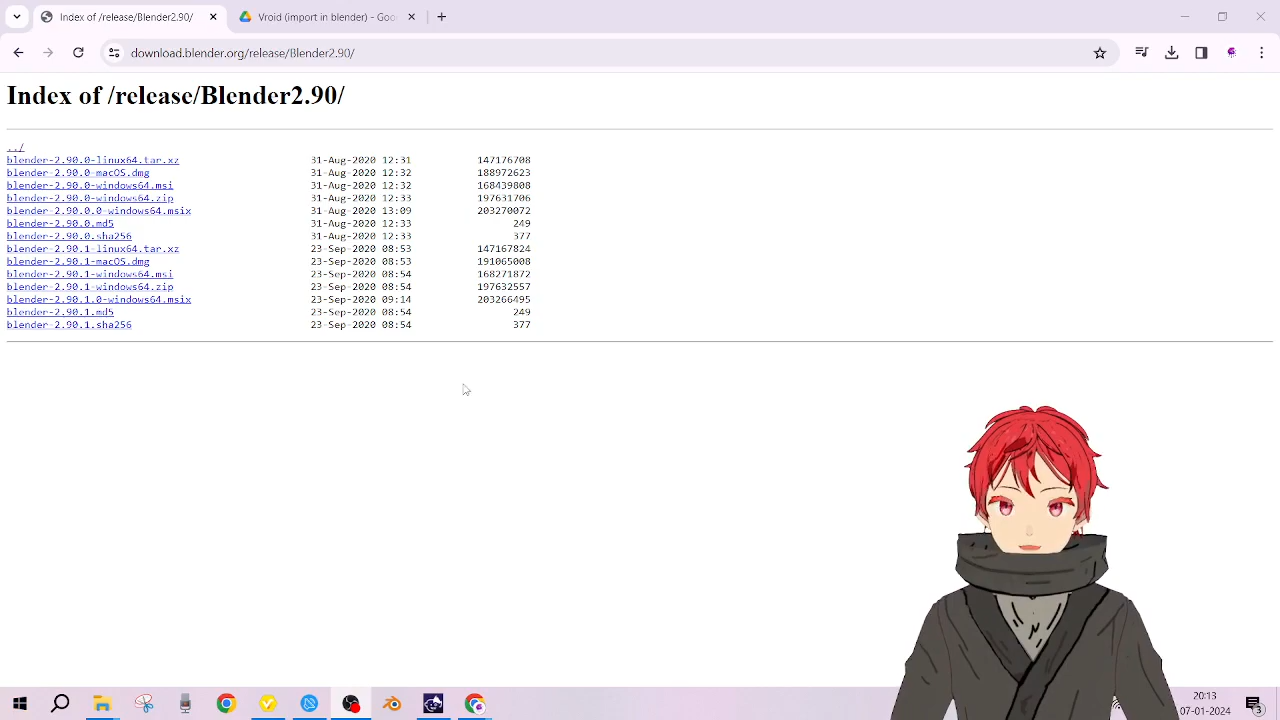 Index of /release/Blender2.90/
Vroid (import in blender) - Goo
download.blender.org/release/Blender2.90/
Index of /release/Blender2.90/
../
blender-2.90.0-linux64.tar.xz 31-Aug-2020 12:31 147176708
blender-2.90.0-macOS.dmg 31-Aug-2020 12:32 188972623
blender-2.90.0-windows64.msi 31-Aug-2020 12:32 168439808
blender-2.90.0-windows64.zip 31-Aug-2020 12:33 197631706
blender-2.90.0.0-windows64.msix 31-Aug-2020 13:09 203270072
blender-2.90.0.md5 31-Aug-2020 12:33 249
blender-2.90.0.sha256 31-Aug-2020 12:33 377
blender-2.90.1-linux64.tar.xz 23-Sep-2020 08:53 147167824
blender-2.90.1-macOS.dmg 23-Sep-2020 08:53 191065008
blender-2.90.1-windows64.msi 23-Sep-2020 08:54 168271872
blender-2.90.1-windows64.zip 23-Sep-2020 08:54 197632557
blender-2.90.1.0-windows64.msix 23-Sep-2020 09:14 203266495
blender-2.90.1.md5 23-Sep-2020 08:54 249
blender-2.90.1.sha256 23-Sep-2020 08:54 377
20:13
07-01-2024
3